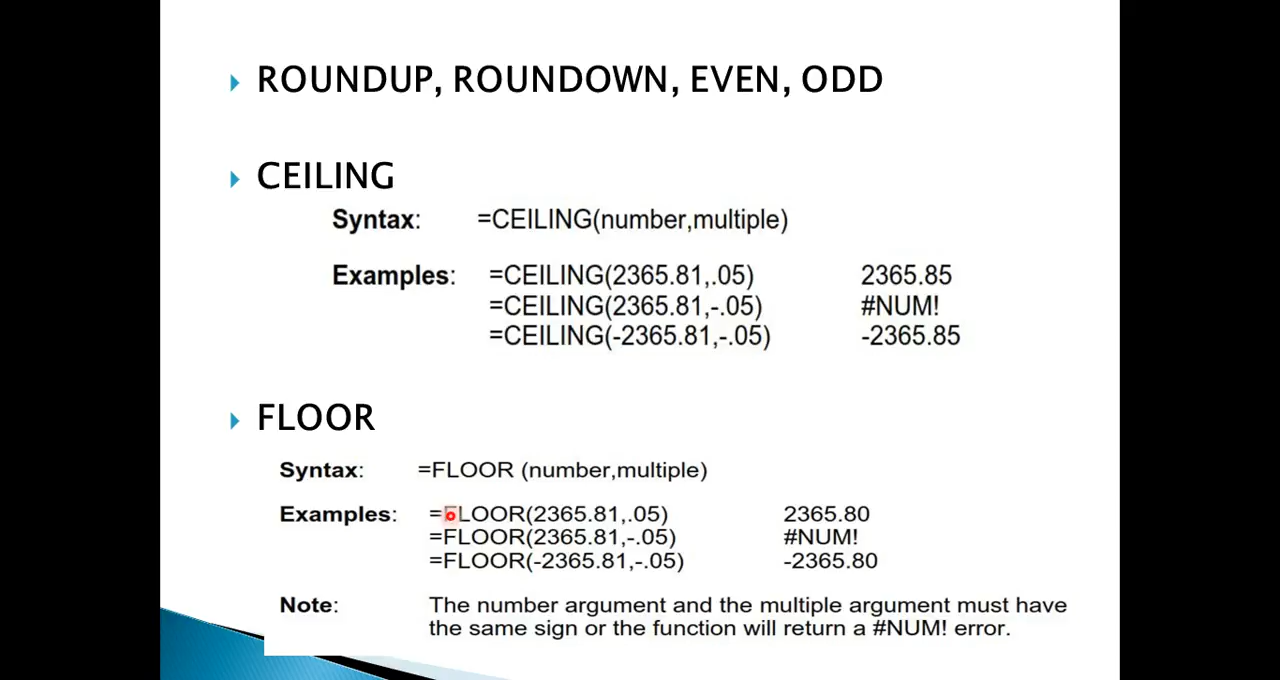 ROUNDUP, ROUNDOWN, EVEN, ODD
CEILING
Syntax: =CEILING(number,multiple)
Examples: =CEILING(2365.81,.05) 2365.85
=CEILING(2365.81,-.05) #NUM!
=CEILING(-2365.81,-.05) -2365.85
FLOOR
Syntax: =FLOOR (number,multiple)
Examples: =FLOOR(2365.81,.05) 2365.80
=FLOOR(2365.81,-.05) #NUM!
=FLOOR(-2365.81,-.05) -2365.80
Note: The number argument and the multiple argument must have
the same sign or the function will return a #NUM! error.